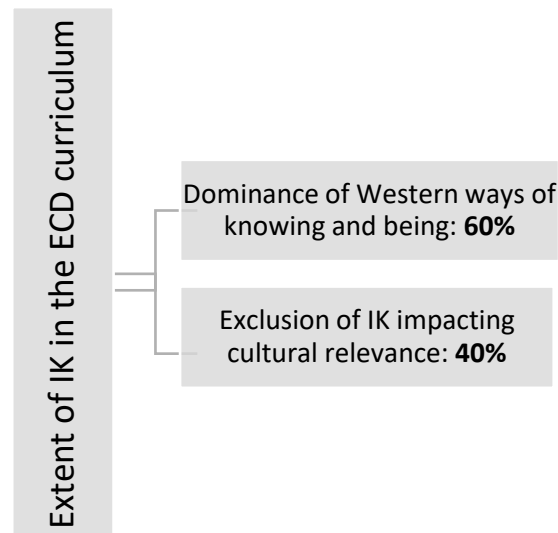 Extent of IK in the ECD curriculum
Dominance of Western ways of
knowing and being: 60%
Exclusion of IK impacting
cultural relevance: 40%